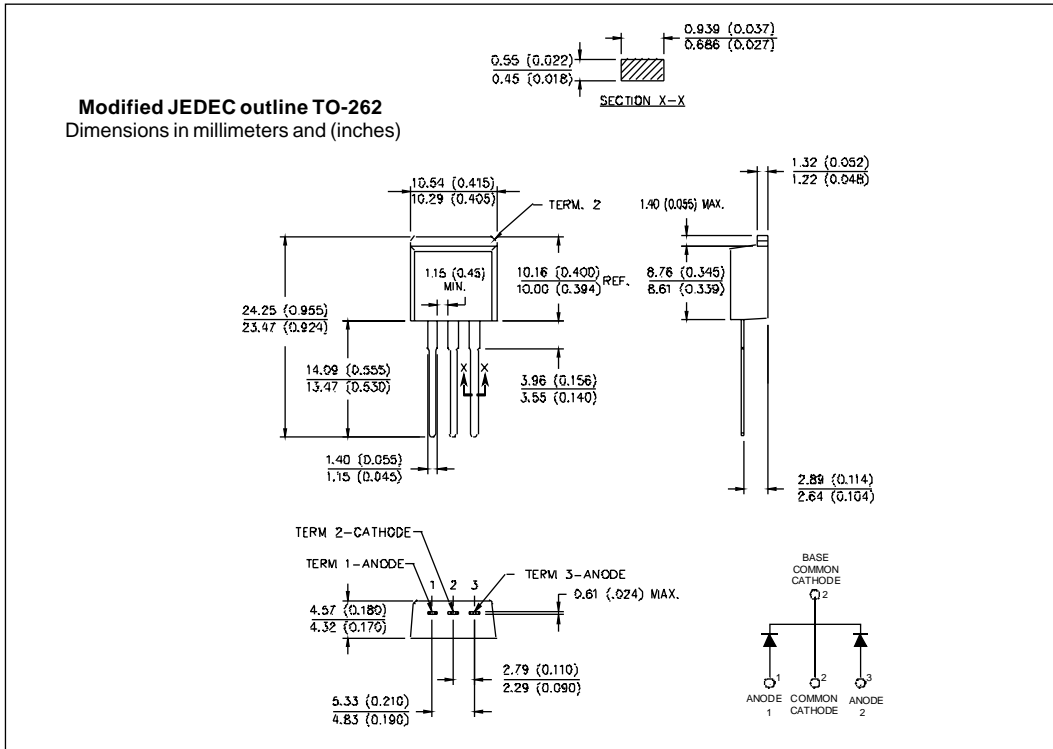 0.939 (0.037)
0.686 (0.027)
0.55 (0.022)
0.45 (0.018)
SECTION X-X
Modified JEDEC outline TO-262
Dimensions in millimeters and (inches)
1.32 (0.052)
1.22 (0.048)
10.54 (0.415)
10.29 (0.405)
TERM. 2
1.40 (0.055) MAX.
1.15 (0.45)
MIN.
10.16 (0.400)
10.00 (0.394)
REF.
8.76 (0.345)
8.61 (0.339)
24.25 (0.955)
23.47 (0.924)
14.09 (0.555)
13.47 (0.530)
X X
3.96 (0.156)
3.55 (0.140)
1.40 (0.055)
1.15 (0.045)
2.89 (0.114)
2.64 (0.104)
TERM 2-CATHODE
TERM 1-ANODE
TERM 3-ANODE
1 2 3
0.61 (.024) MAX.
4.57 (0.180)
4.32 (0.170)
2.79 (0.110)
2.29 (0.090)
5.33 (0.210)
4.83 (0.190)
BASE
COMMON
CATHODE
2
1 2 3
ANODE COMMON ANODE
1 CATHODE 2